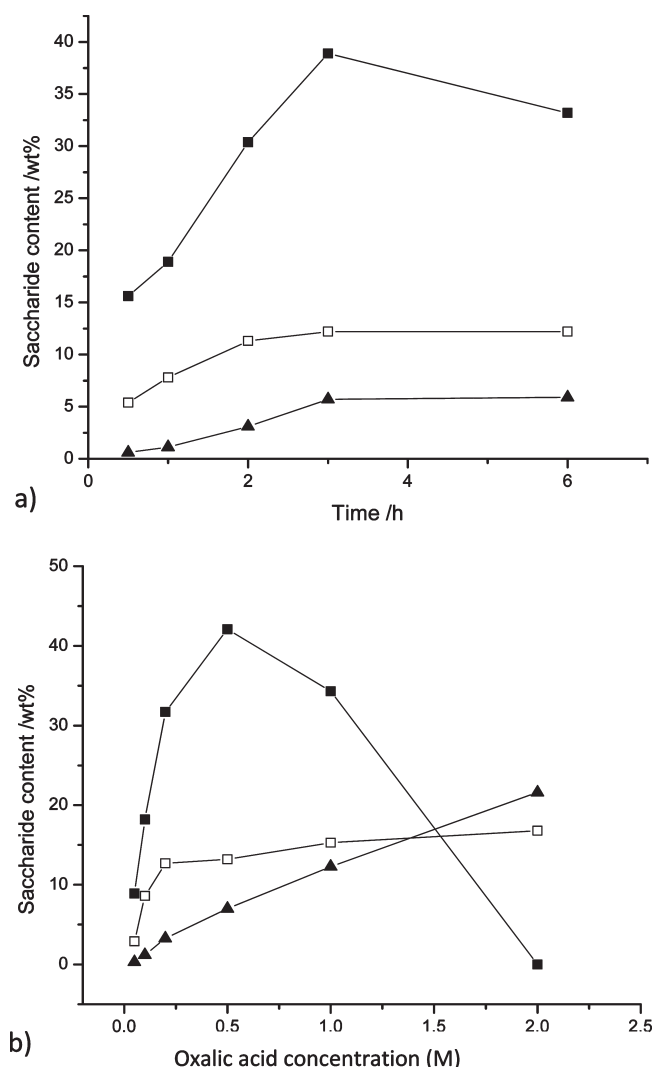 40
35
30
25
20
15
10
5
0
Saccharide content /wt%
0 2 4 6
Time /h
a)
50
40
30
20
10
0
Saccharide content /wt%
0.0 0.5 1.0 1.5 2.0 2.5
Oxalic acid concentration (M)
b)